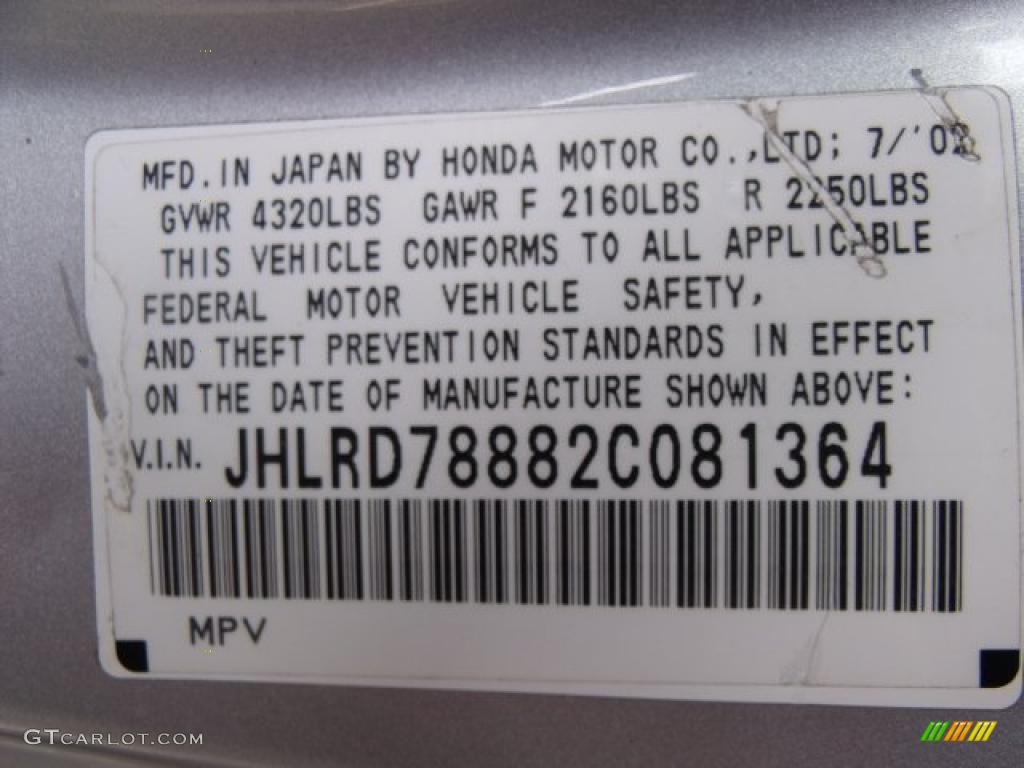 MFD.IN JAPAN BY HONDA MOTOR CO.,LTD; 7/'02
GVWR 4320LBS GAWR F 2160LBS R 2250LBS
THIS VEHICLE CONFORMS TO ALL APPLICABLE
FEDERAL MOTOR VEHICLE SAFETY,
AND THEFT PREVENTION STANDARDS IN EFFECT
ON THE DATE OF MANUFACTURE SHOWN ABOVE:
V.I.N. JHLRD78882C081364
MPV
GTCARLOT.COM